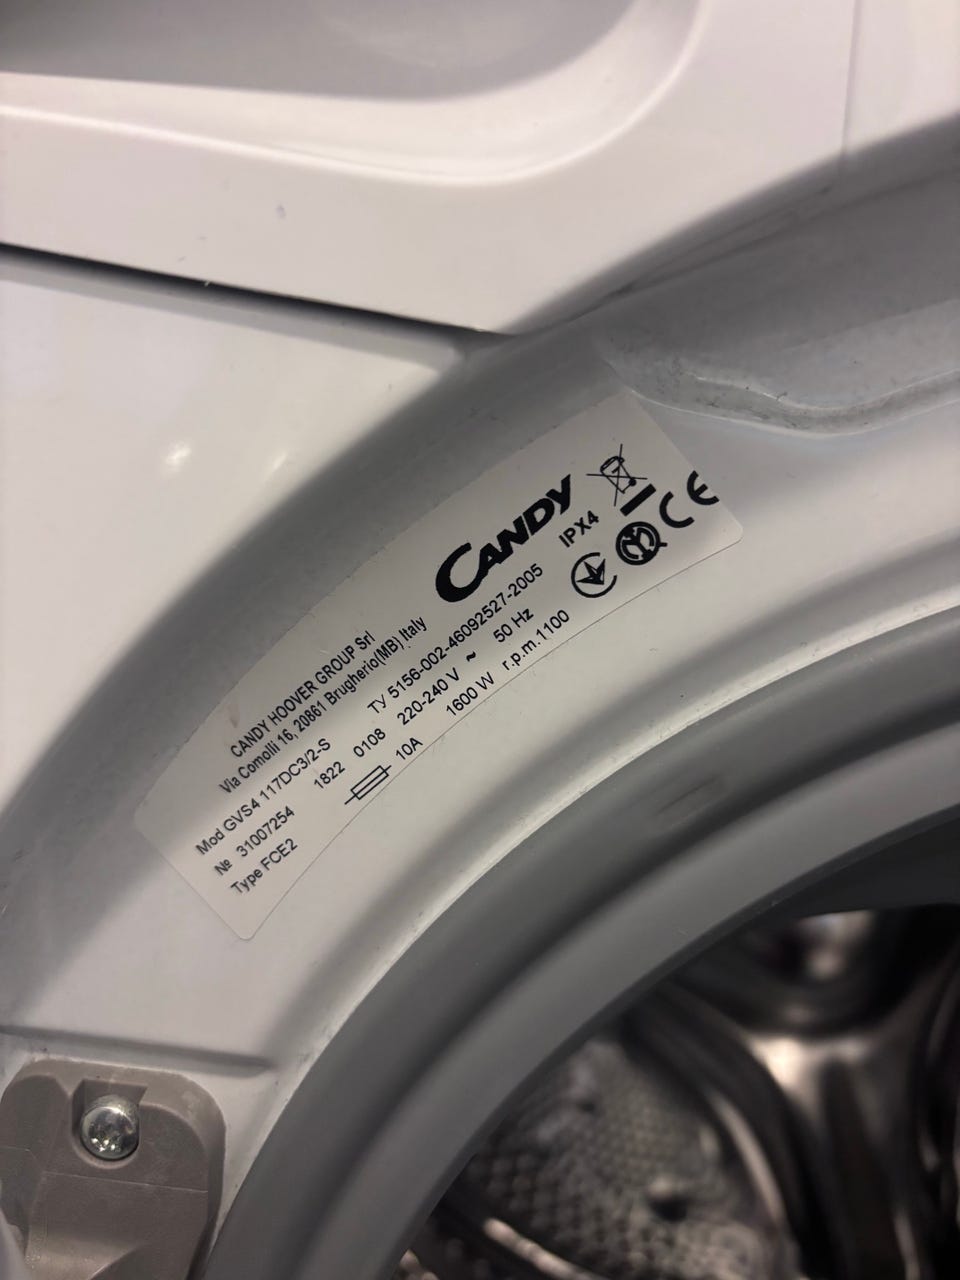 CANDY
IPX4
CE
CANDY HOOVER GROUP Srl
Via Comolli 16, 20861 Brugherio(MB) Italy
Mod GVS4 117DC3/2-S TУ 5156-002-46092527-2005
№ 31007254 1822 0108 220-240 V ~ 50 Hz
Type FCE2 10A 1600 W r.p.m.1100